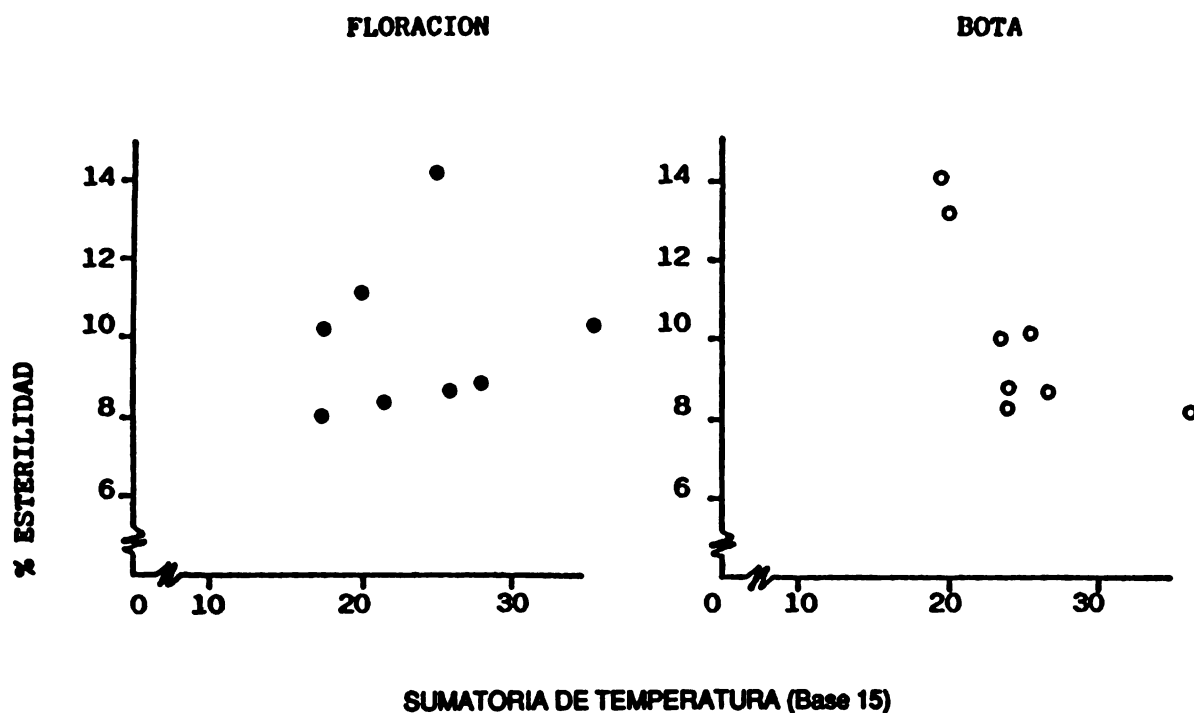 FLORACION
BOTA
% ESTERILIDAD
14
12
10
8
6
0 10 20 30
14
12
10
8
6
0 10 20 30
SUMATORIA DE TEMPERATURA (Base 15)